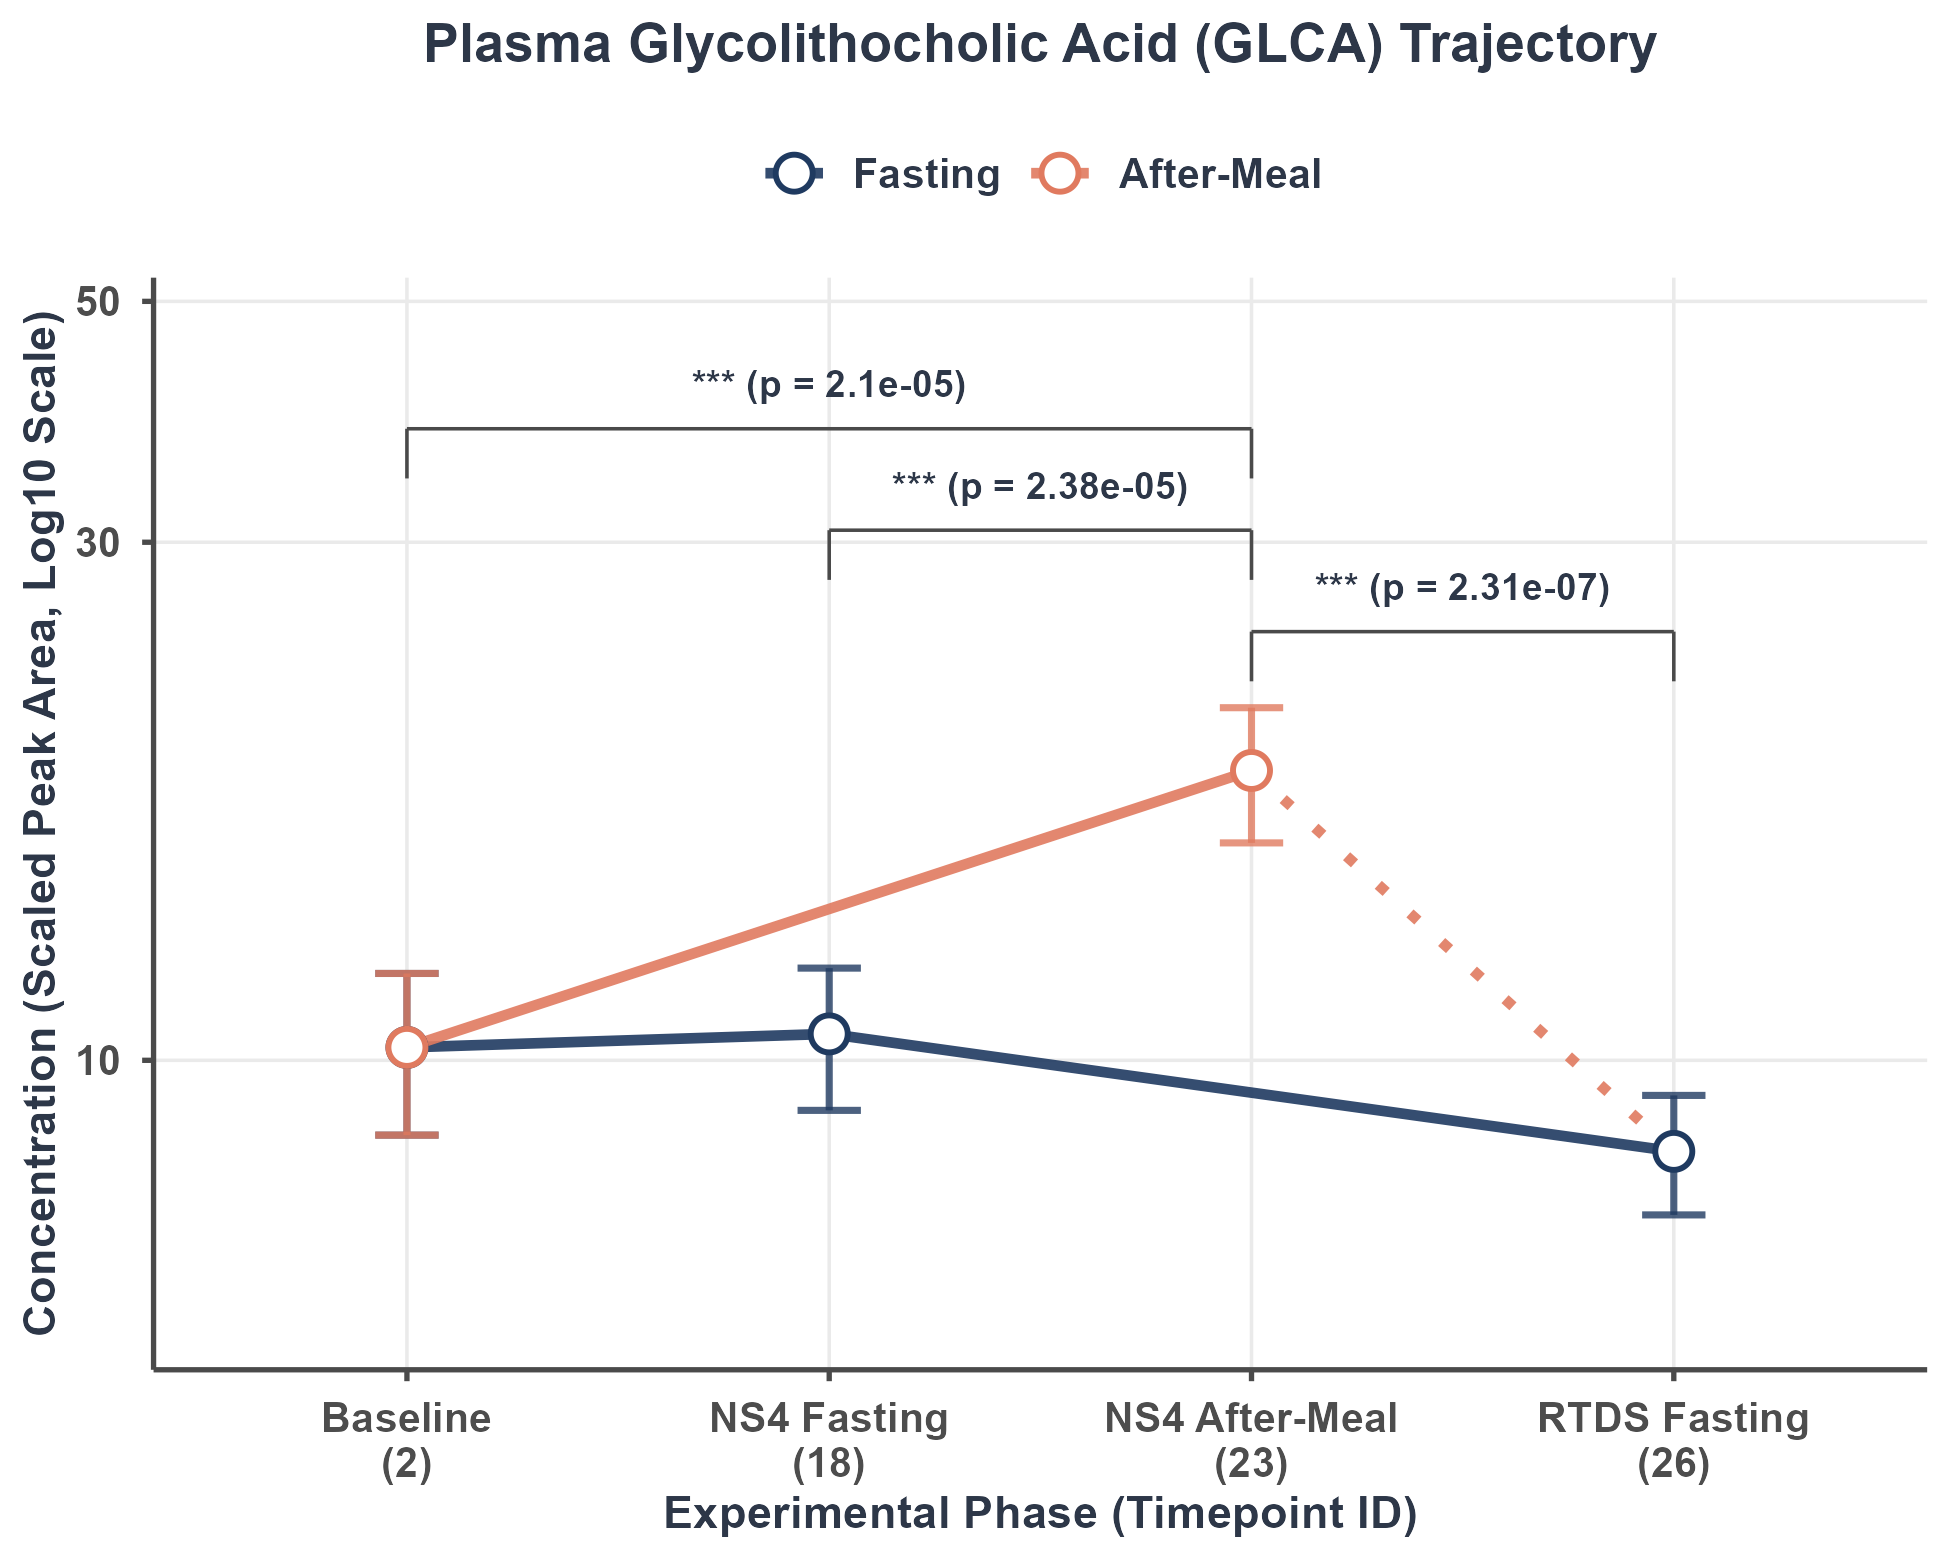 Plasma Glycolithocholic Acid (GLCA) Trajectory
Fasting After-Meal
Concentration (Scaled Peak Area, Log10 Scale)
50
30
10
*** (p = 2.1e-05)
*** (p = 2.38e-05)
*** (p = 2.31e-07)
Baseline NS4 Fasting NS4 After-Meal RTDS Fasting
(2) (18) (23) (26)
Experimental Phase (Timepoint ID)